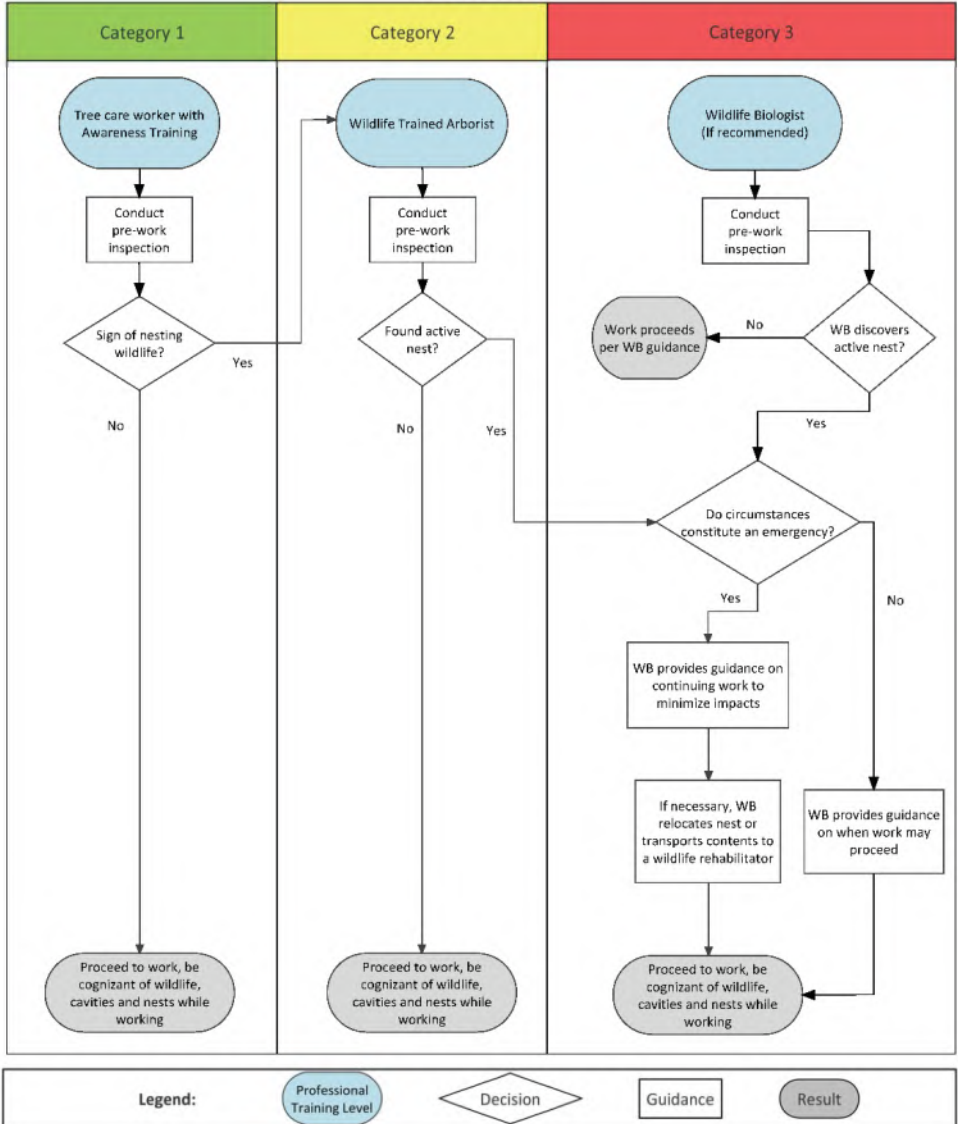 Category 1
Category 2
Category 3
Tree care worker with
Awareness Training
Conduct
pre-work
inspection
Sign of nesting
wildlife?
Yes
No
Proceed to work, be
cognizant of wildlife,
cavities and nests while
working
Wildlife Trained Arborist
Conduct
pre-work
inspection
Found active
nest?
No
Yes
Proceed to work, be
cognizant of wildlife,
cavities and nests while
working
Wildlife Biologist
(If recommended)
Conduct
pre-work
inspection
WB discovers
active nest?
No
Work proceeds
per WB guidance
Yes
Do circumstances
constitute an emergency?
Yes
No
WB provides guidance on
continuing work to
minimize impacts
If necessary, WB
relocates nest or
transports contents to
a wildlife rehabilitator
WB provides guidance
on when work may
proceed
Proceed to work, be
cognizant of wildlife,
cavities and nests while
working
Legend:
Professional
Training Level
Decision
Guidance
Result